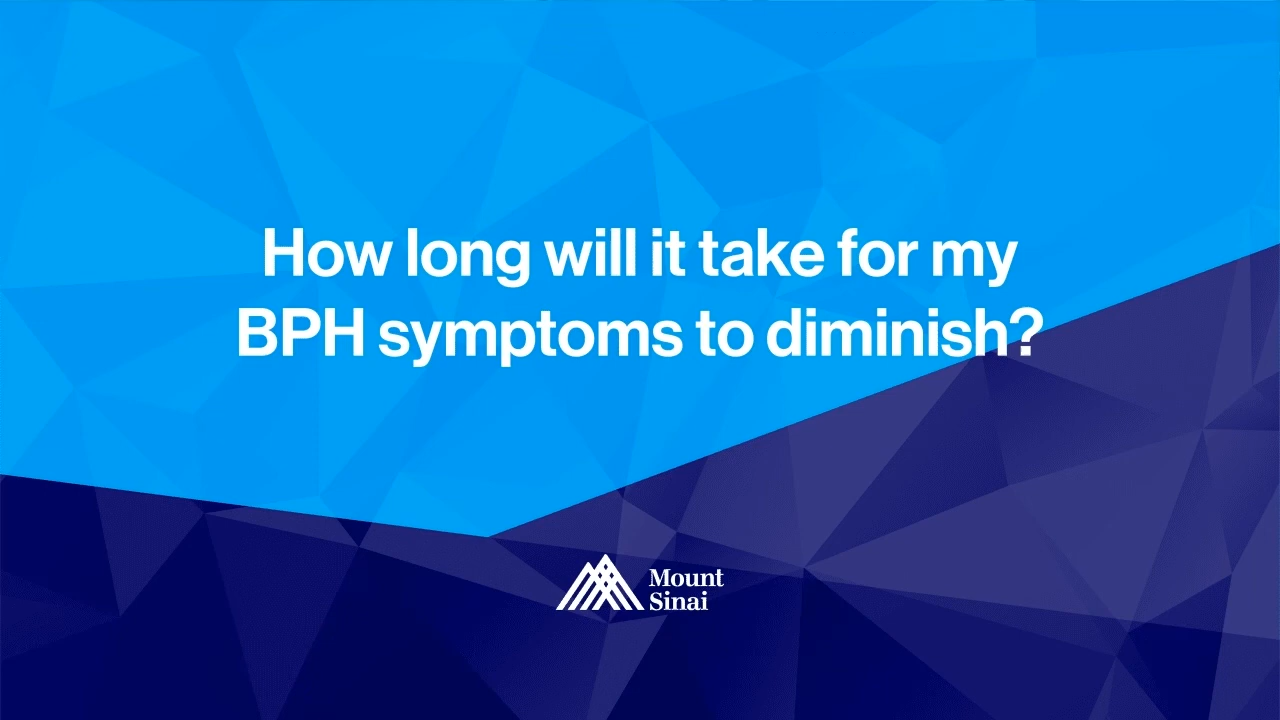 How long will it take for my
BPH symptoms to diminish?
Mount
Sinai